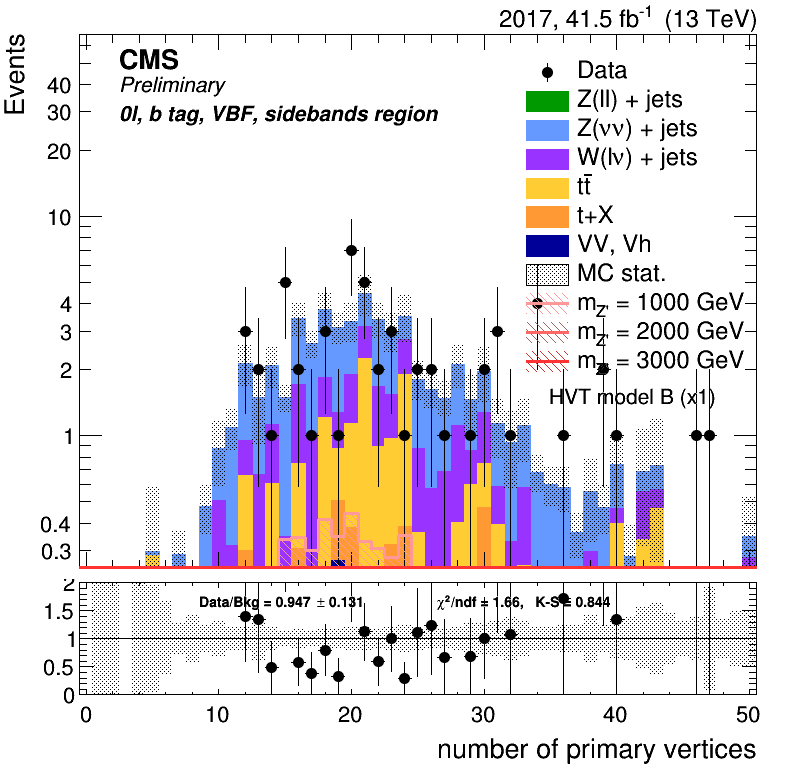 2017, 41.5 fb⁻¹ (13 TeV)
Events
CMS
Preliminary
0l, b tag, VBF, sidebands region
Data
Z(ll) + jets
Z(νν) + jets
W(lν) + jets
tt̄
t+X
VV, Vh
MC stat.
m_Z' = 1000 GeV
m_Z' = 2000 GeV
m_Z' = 3000 GeV
HVT model B (x1)
40
30
20
10
4
3
2
1
0.4
0.3
Data/Bkg = 0.947 ± 0.131 χ²/ndf = 1.66, K-S = 0.844
2
1.5
1
0.5
0
0 10 20 30 40 50
number of primary vertices